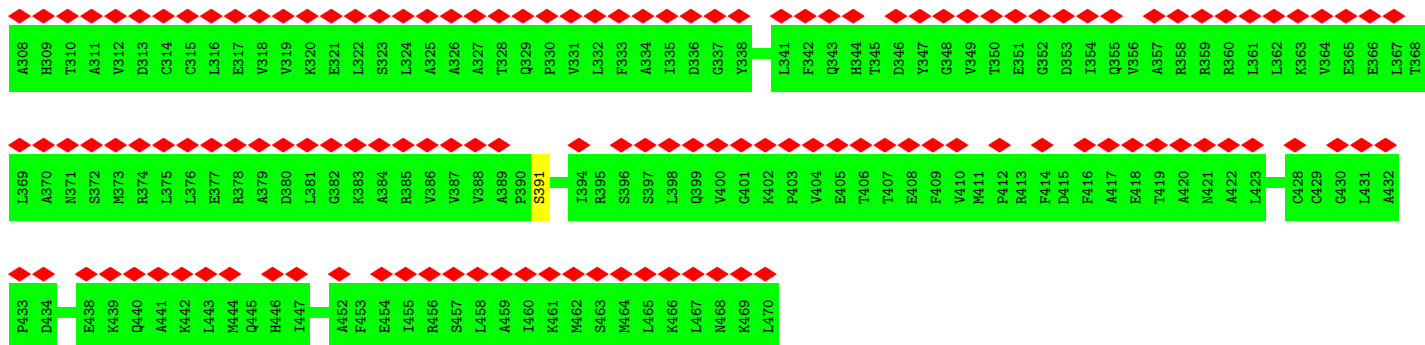 A308 H309 T310 A311 V312 D313 C314 C315 L316 E317 V318 V319 K320 E321 L322 S323 L324 A325 A326 A327 T328 Q329 P330 V331 L332 F333 A334 I335 D336 G337 Y338 L341 F342 Q343 H344 T345 D346 Y347 G348 V349 T350 E351 G352 D353 I354 Q355 V356 A357 R358 R359 R360 L361 L362 K363 V364 E365 E366 L367 T368
L369 A370 N371 S372 M373 R374 L375 L376 E377 R378 A379 D380 L381 G382 K383 A384 R385 V386 V387 V388 A389 P390 S391 I394 R395 S396 S397 L398 Q399 V400 G401 K402 P403 V404 E405 T406 T407 E408 F409 V410 M411 P412 R413 F414 D415 F416 A417 E418 T419 A420 N421 A422 L423 C428 C429 G430 L431 A432
P433 D434 E438 K439 Q440 A441 K442 L443 M444 Q445 H446 I447 A452 F453 E454 I455 R456 S457 L458 A459 I460 K461 M462 S463 M464 L465 K466 L467 N468 K469 L470